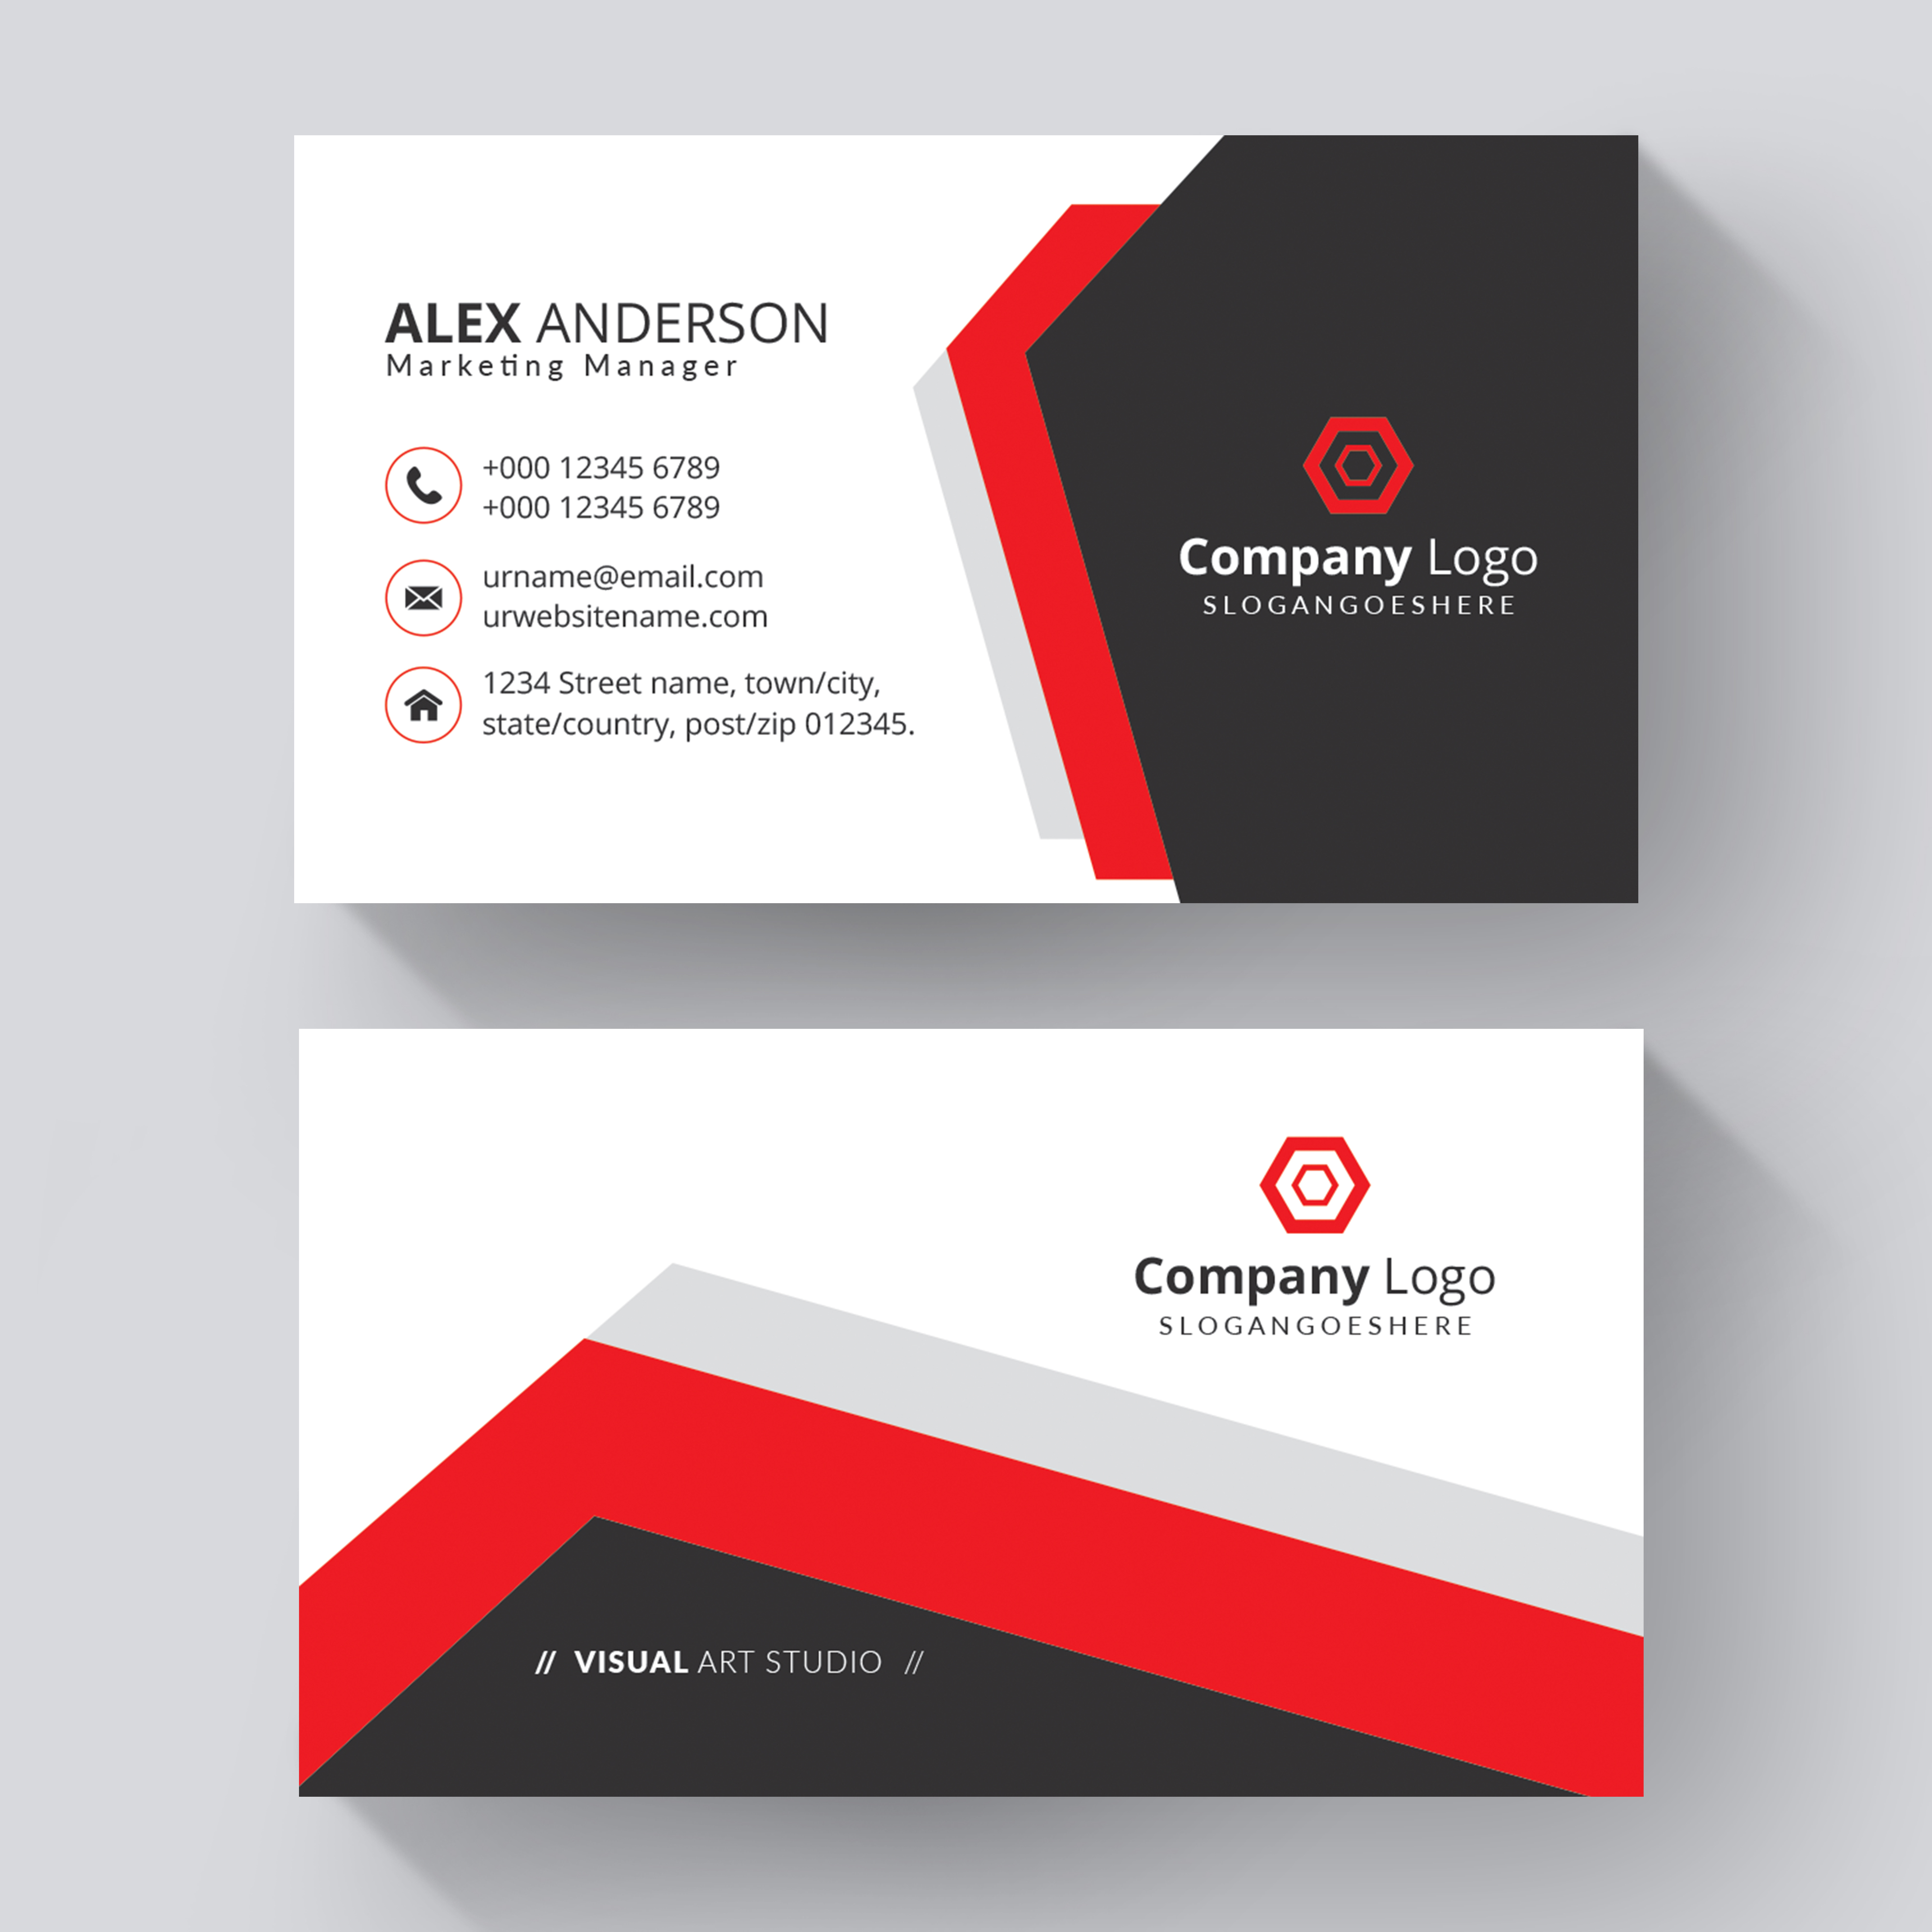 ALEX ANDERSON
Marketing Manager
+000 12345 6789
+000 12345 6789
urname@email.com
urwebsitename.com
1234 Street name, town/city,
state/country, post/zip 012345.
Company Logo
SLOGANGOESHERE
Company Logo
SLOGANGOESHERE
// VISUAL ART STUDIO //